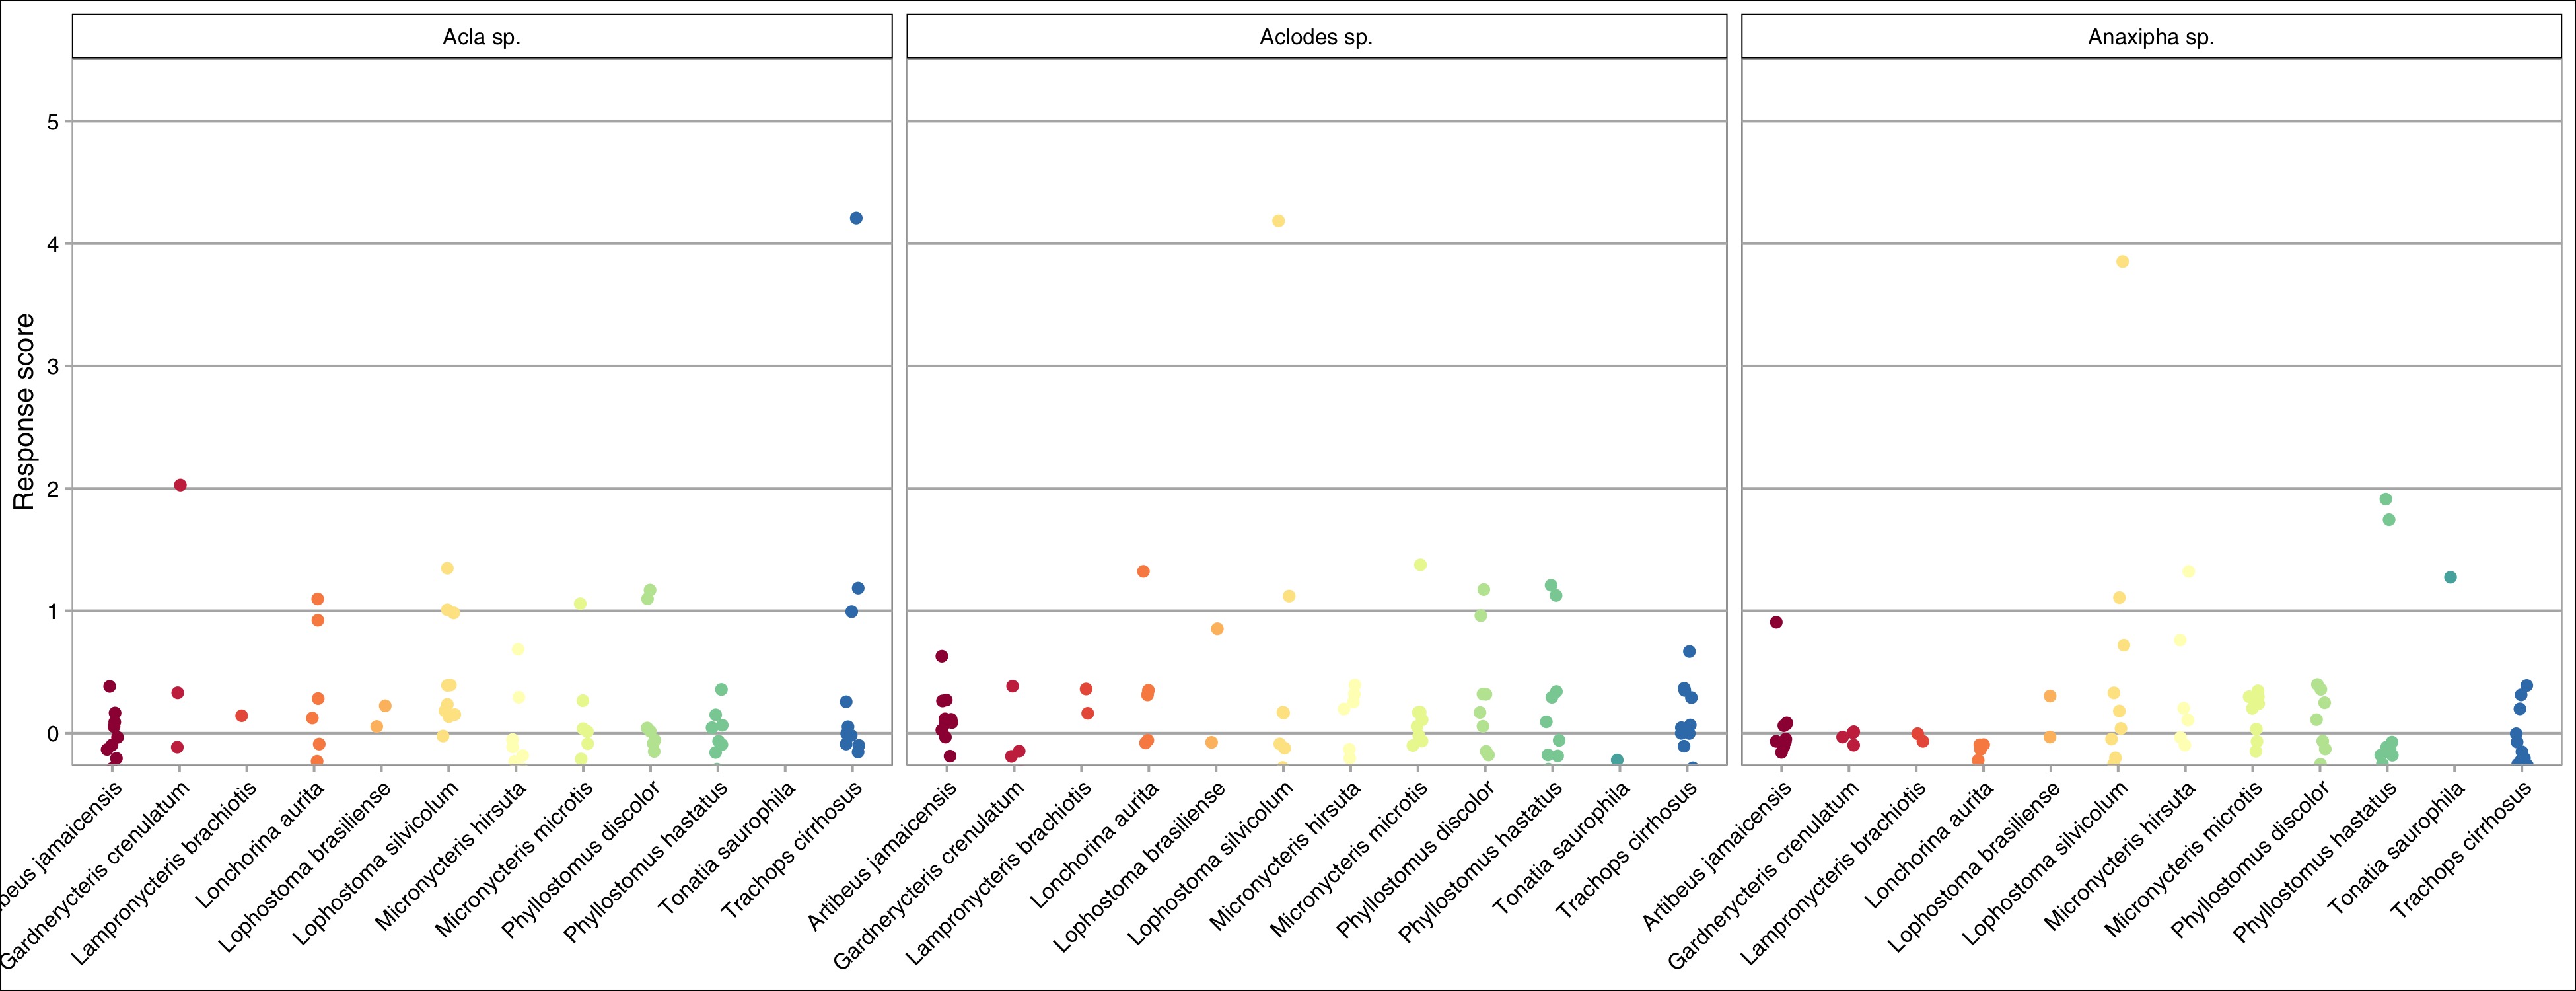 Acla sp.
Aclodes sp.
Anaxipha sp.
Response score
5
4
3
2
1
0
beus jamaicensis
Gardnerycteris crenulatum
Lampronycteris brachiotis
Lonchorina aurita
Lophostoma brasiliense
Lophostoma silvicolum
Micronycteris hirsuta
Micronycteris microtis
Phyllostomus discolor
Phyllostomus hastatus
Tonatia saurophila
Trachops cirrhosus
Artibeus jamaicensis
Gardnerycteris crenulatum
Lampronycteris brachiotis
Lonchorina aurita
Lophostoma brasiliense
Lophostoma silvicolum
Micronycteris hirsuta
Micronycteris microtis
Phyllostomus discolor
Phyllostomus hastatus
Tonatia saurophila
Trachops cirrhosus
Artibeus jamaicensis
Gardnerycteris crenulatum
Lampronycteris brachiotis
Lonchorina aurita
Lophostoma brasiliense
Lophostoma silvicolum
Micronycteris hirsuta
Micronycteris microtis
Phyllostomus discolor
Phyllostomus hastatus
Tonatia saurophila
Trachops cirrhosus